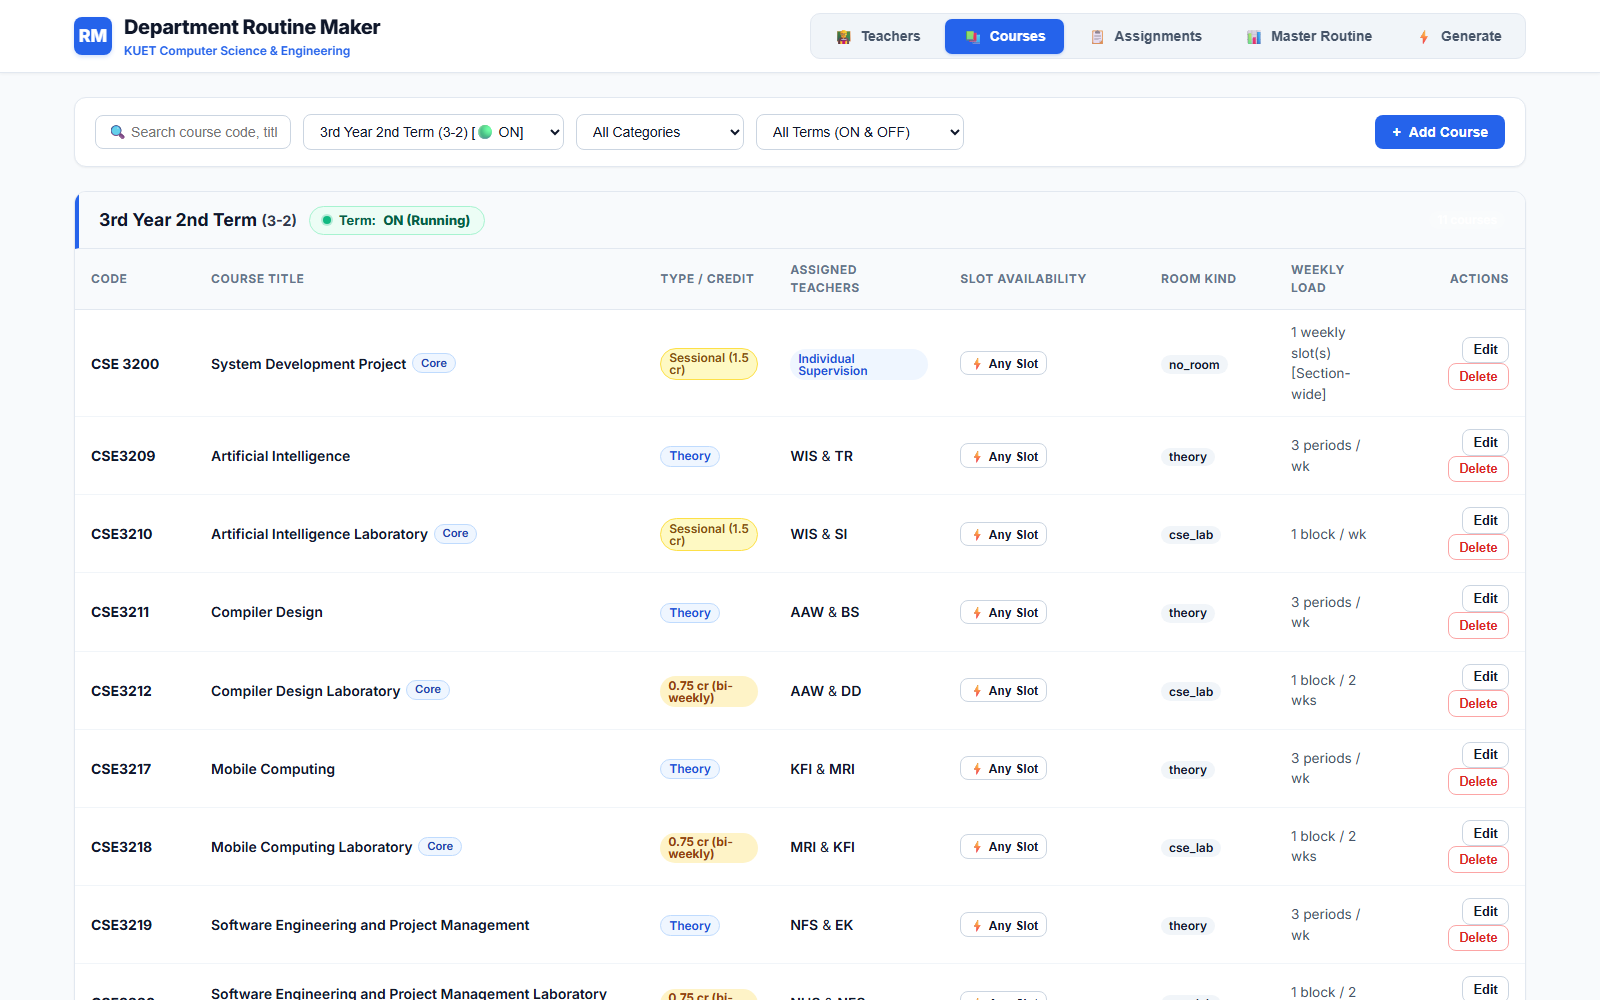 RM
Department Routine Maker
KUET Computer Science & Engineering
Teachers
Courses
Assignments
Master Routine
Generate
Search course code, titl
3rd Year 2nd Term (3-2) [ ON]
All Categories
All Terms (ON & OFF)
+ Add Course
3rd Year 2nd Term (3-2)
Term: ON (Running)
CODE
COURSE TITLE
TYPE / CREDIT
ASSIGNED
TEACHERS
SLOT AVAILABILITY
ROOM KIND
WEEKLY
LOAD
ACTIONS
CSE 3200
System Development Project Core
Sessional (1.5
cr)
Individual
Supervision
Any Slot
no_room
1 weekly
slot(s)
[Section-
wide]
Edit
Delete
CSE3209
Artificial Intelligence
Theory
WIS & TR
Any Slot
theory
3 periods /
wk
Edit
Delete
CSE3210
Artificial Intelligence Laboratory Core
Sessional (1.5
cr)
WIS & SI
Any Slot
cse_lab
1 block / wk
Edit
Delete
CSE3211
Compiler Design
Theory
AAW & BS
Any Slot
theory
3 periods /
wk
Edit
Delete
CSE3212
Compiler Design Laboratory Core
0.75 cr (bi-
weekly)
AAW & DD
Any Slot
cse_lab
1 block / 2
wks
Edit
Delete
CSE3217
Mobile Computing
Theory
KFI & MRI
Any Slot
theory
3 periods /
wk
Edit
Delete
CSE3218
Mobile Computing Laboratory Core
0.75 cr (bi-
weekly)
MRI & KFI
Any Slot
cse_lab
1 block / 2
wks
Edit
Delete
CSE3219
Software Engineering and Project Management
Theory
NFS & EK
Any Slot
theory
3 periods /
wk
Edit
Delete
Software Engineering and Project Management Laboratory
0.75 cr (bi-
1 block / 2
Edit